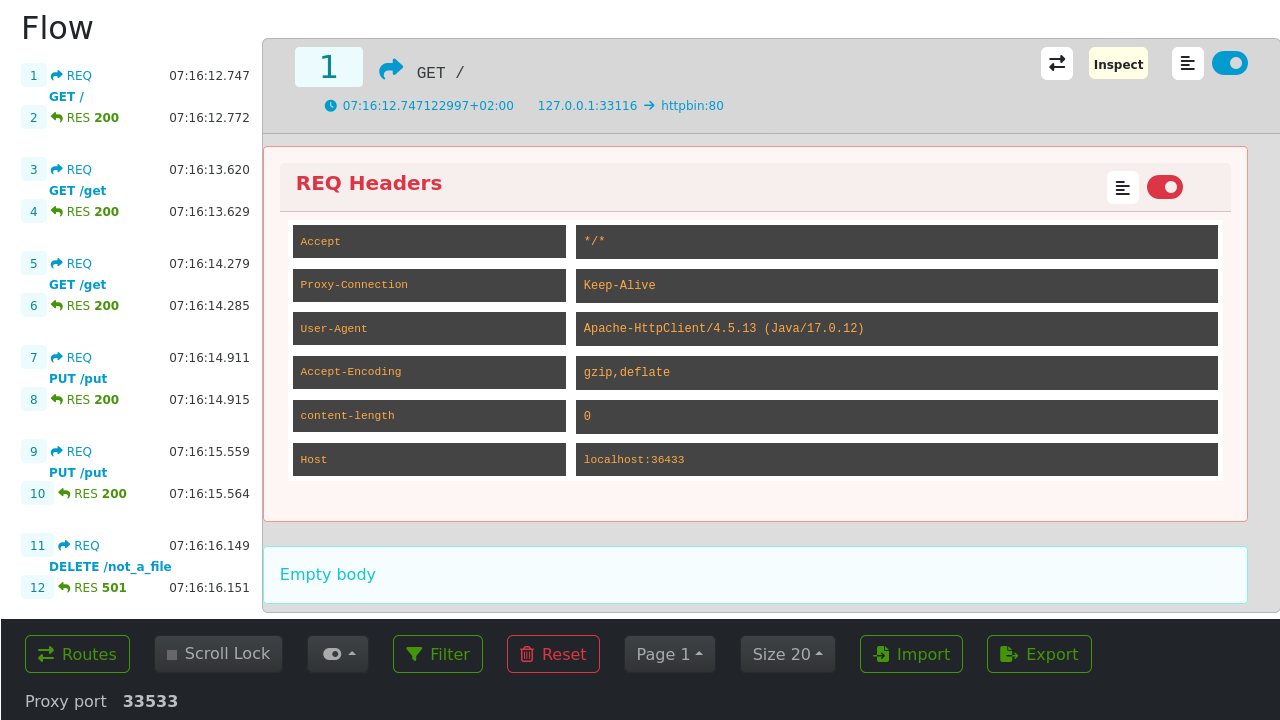 Flow
1 REQ 07:16:12.747
GET /
2 RES 200 07:16:12.772
3 REQ 07:16:13.620
GET /get
4 RES 200 07:16:13.629
5 REQ 07:16:14.279
GET /get
6 RES 200 07:16:14.285
7 REQ 07:16:14.911
PUT /put
8 RES 200 07:16:14.915
9 REQ 07:16:15.559
PUT /put
10 RES 200 07:16:15.564
11 REQ 07:16:16.149
DELETE /not_a_file
12 RES 501 07:16:16.151
1 GET / Inspect
07:16:12.747122997+02:00 127.0.0.1:33116 → httpbin:80
REQ Headers
Accept */*
Proxy-Connection Keep-Alive
User-Agent Apache-HttpClient/4.5.13 (Java/17.0.12)
Accept-Encoding gzip,deflate
content-length 0
Host localhost:36433
Empty body
Routes Scroll Lock Filter Reset Page 1 Size 20 Import Export
Proxy port 33533